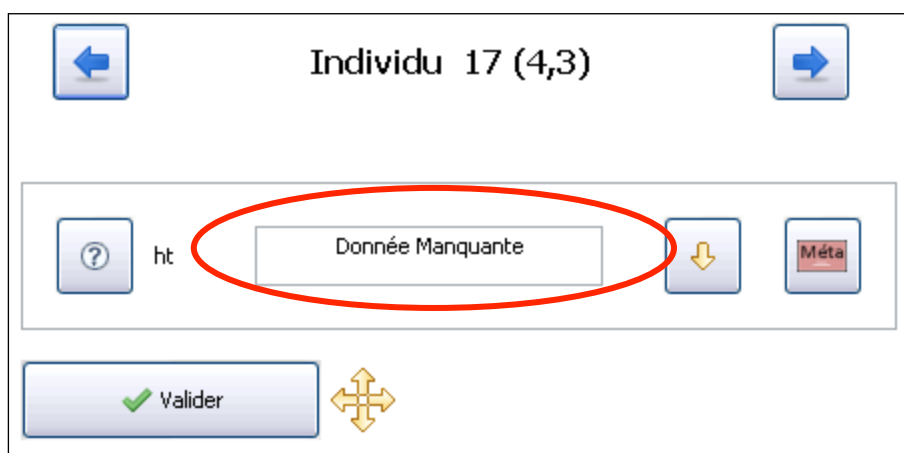 Individu 17 (4,3)
ht
Donnée Manquante
Méta
Valider